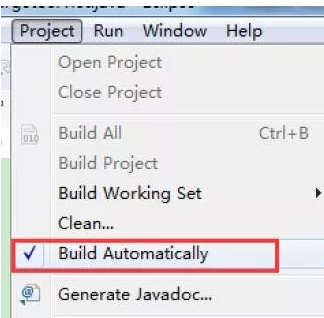 Project Run Window Help
Open Project
Close Project
Build All Ctrl+B
010
Build Project
Build Working Set
Clean...
Build Automatically
@
Generate Javadoc...